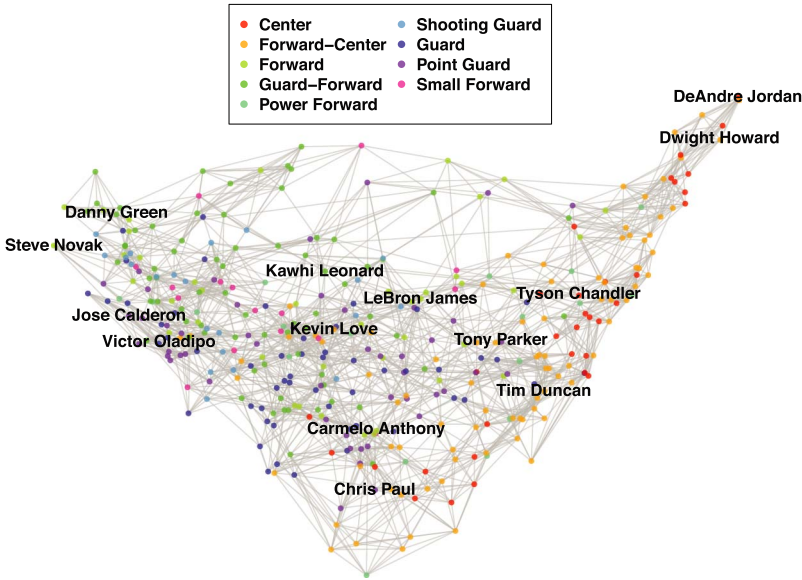 Center
Forward–Center
Forward
Guard–Forward
Power Forward
Shooting Guard
Guard
Point Guard
Small Forward
DeAndre Jordan
Dwight Howard
Danny Green
Steve Novak
Kawhi Leonard
LeBron James
Tyson Chandler
Jose Calderon
Kevin Love
Victor Oladipo
Tony Parker
Tim Duncan
Carmelo Anthony
Chris Paul